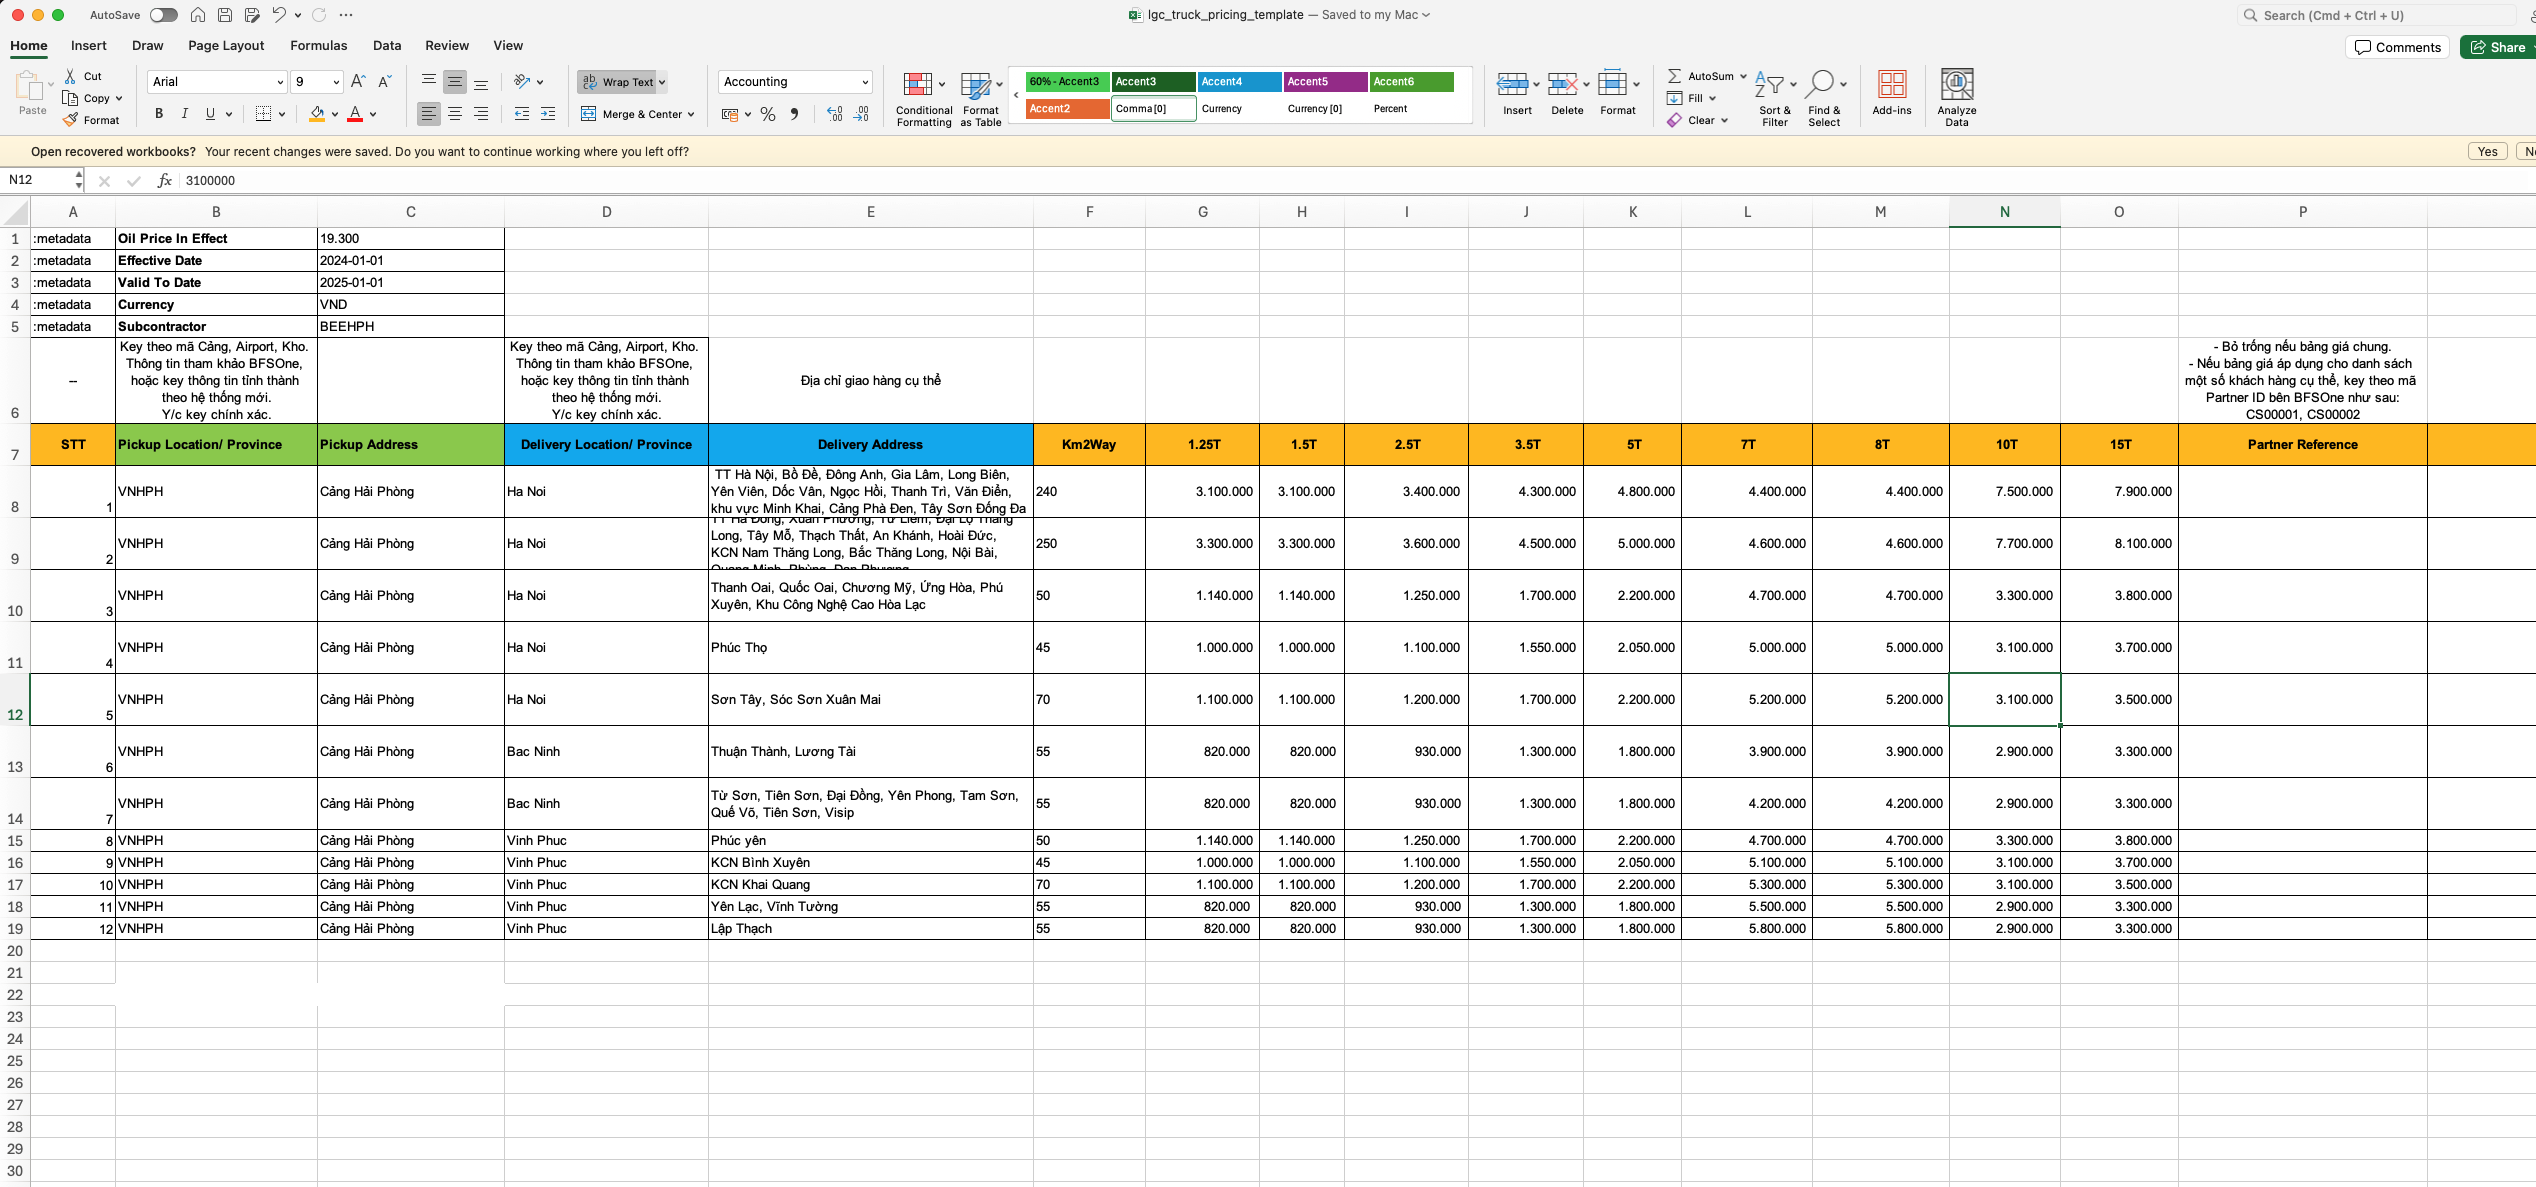 AutoSave
lgc_truck_pricing_template — Saved to my Mac
Search (Cmd + Ctrl + U)
Home Insert Draw Page Layout Formulas Data Review View
Comments Share
Paste Cut Copy Format
Arial 9
Wrap Text
Merge & Center
Accounting
Conditional Formatting
Format as Table
60% - Accent3 Accent3 Accent4 Accent5 Accent6
Accent2 Comma [0] Currency Currency [0] Percent
Insert Delete Format
AutoSum
Fill
Clear
Sort & Filter
Find & Select
Add-ins
Analyze Data
Open recovered workbooks? Your recent changes were saved. Do you want to continue working where you left off?
Yes
N12 fx 3100000
A B C D E F G H I J K L M N O P
1 :metadata Oil Price In Effect 19.300
2 :metadata Effective Date 2024-01-01
3 :metadata Valid To Date 2025-01-01
4 :metadata Currency VND
5 :metadata Subcontractor BEEHPH
6 --
Key theo mã Cảng, Airport, Kho.
Thông tin tham khảo BFSOne,
hoặc key thông tin tỉnh thành
theo hệ thống mới.
Y/c key chính xác.
Key theo mã Cảng, Airport, Kho.
Thông tin tham khảo BFSOne,
hoặc key thông tin tỉnh thành
theo hệ thống mới.
Y/c key chính xác.
Địa chỉ giao hàng cụ thể
- Bỏ trống nếu bảng giá chung.
- Nếu bảng giá áp dụng cho danh sách
một số khách hàng cụ thể, key theo mã
Partner ID bên BFSOne như sau:
CS00001, CS00002
7 STT Pickup Location/ Province Pickup Address Delivery Location/ Province Delivery Address Km2Way 1.25T 1.5T 2.5T 3.5T 5T 7T 8T 10T 15T Partner Reference
8 1 VNHPH Cảng Hải Phòng Ha Noi
TT Hà Nội, Bồ Đề, Đông Anh, Gia Lâm, Long Biên,
Yên Viên, Dốc Vân, Ngọc Hồi, Thanh Trì, Văn Điển,
khu vực Minh Khai, Cảng Phà Đen, Tây Sơn Đống Đa
240 3.100.000 3.100.000 3.400.000 4.300.000 4.800.000 4.400.000 4.400.000 7.500.000 7.900.000
9 2 VNHPH Cảng Hải Phòng Ha Noi
TT Hà Đông, Xuân Phương, Từ Liêm, Đại Lộ Thăng
Long, Tây Mỗ, Thạch Thất, An Khánh, Hoài Đức,
KCN Nam Thăng Long, Bắc Thăng Long, Nội Bài,
Quang Minh, Phùng, Đan Phượng
250 3.300.000 3.300.000 3.600.000 4.500.000 5.000.000 4.600.000 4.600.000 7.700.000 8.100.000
10 3 VNHPH Cảng Hải Phòng Ha Noi
Thanh Oai, Quốc Oai, Chương Mỹ, Ứng Hòa, Phú
Xuyên, Khu Công Nghệ Cao Hòa Lạc
50 1.140.000 1.140.000 1.250.000 1.700.000 2.200.000 4.700.000 4.700.000 3.300.000 3.800.000
11 4 VNHPH Cảng Hải Phòng Ha Noi Phúc Thọ 45 1.000.000 1.000.000 1.100.000 1.550.000 2.050.000 5.000.000 5.000.000 3.100.000 3.700.000
12 5 VNHPH Cảng Hải Phòng Ha Noi Sơn Tây, Sóc Sơn Xuân Mai 70 1.100.000 1.100.000 1.200.000 1.700.000 2.200.000 5.200.000 5.200.000 3.100.000 3.500.000
13 6 VNHPH Cảng Hải Phòng Bac Ninh Thuận Thành, Lương Tài 55 820.000 820.000 930.000 1.300.000 1.800.000 3.900.000 3.900.000 2.900.000 3.300.000
14 7 VNHPH Cảng Hải Phòng Bac Ninh
Từ Sơn, Tiên Sơn, Đại Đồng, Yên Phong, Tam Sơn,
Quế Võ, Tiên Sơn, Visip
55 820.000 820.000 930.000 1.300.000 1.800.000 4.200.000 4.200.000 2.900.000 3.300.000
15 8 VNHPH Cảng Hải Phòng Vinh Phuc Phúc yên 50 1.140.000 1.140.000 1.250.000 1.700.000 2.200.000 4.700.000 4.700.000 3.300.000 3.800.000
16 9 VNHPH Cảng Hải Phòng Vinh Phuc KCN Bình Xuyên 45 1.000.000 1.000.000 1.100.000 1.550.000 2.050.000 5.100.000 5.100.000 3.100.000 3.700.000
17 10 VNHPH Cảng Hải Phòng Vinh Phuc KCN Khai Quang 70 1.100.000 1.100.000 1.200.000 1.700.000 2.200.000 5.300.000 5.300.000 3.100.000 3.500.000
18 11 VNHPH Cảng Hải Phòng Vinh Phuc Yên Lạc, Vĩnh Tường 55 820.000 820.000 930.000 1.300.000 1.800.000 5.500.000 5.500.000 2.900.000 3.300.000
19 12 VNHPH Cảng Hải Phòng Vinh Phuc Lập Thạch 55 820.000 820.000 930.000 1.300.000 1.800.000 5.800.000 5.800.000 2.900.000 3.300.000
20
21
22
23
24
25
26
27
28
29
30